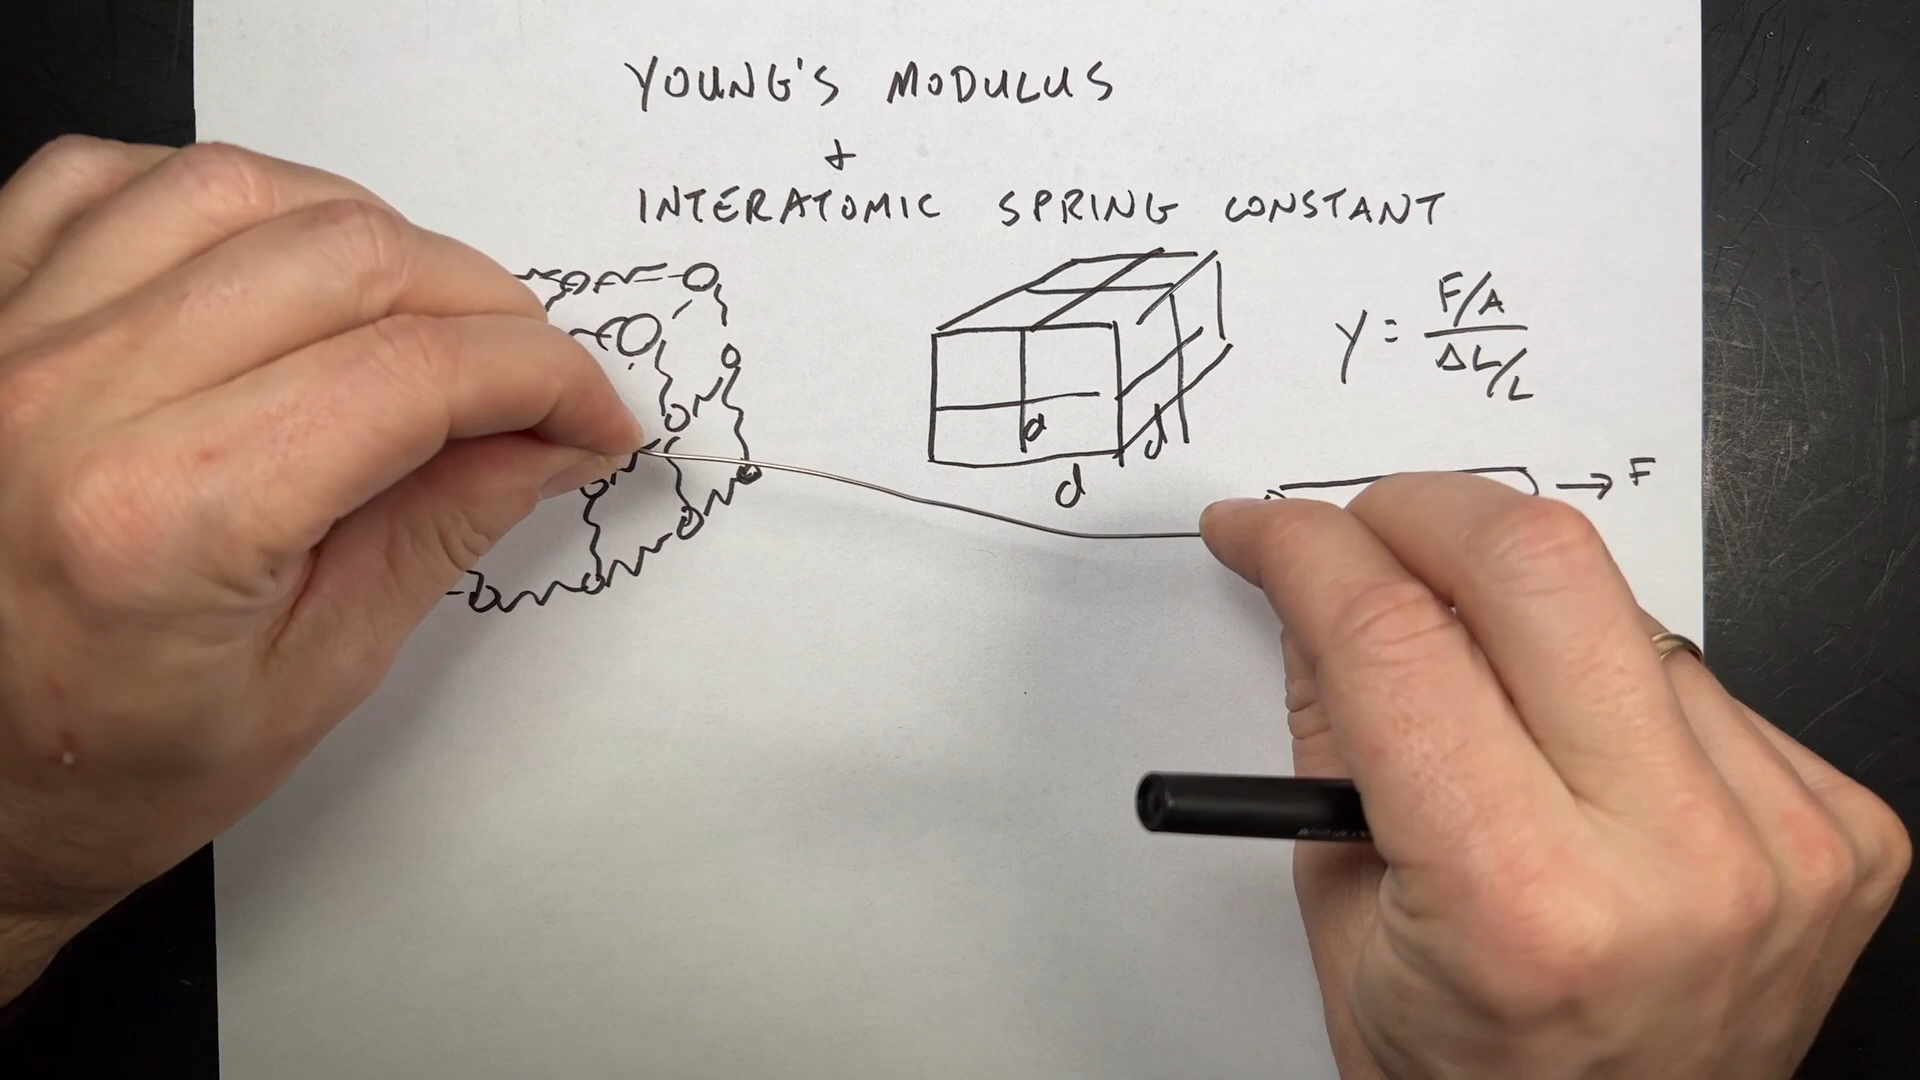 YOUNG'S MODULUS
+
INTERATOMIC SPRING CONSTANT
Y = F/A
ΔL/L
d
d
d
→ F